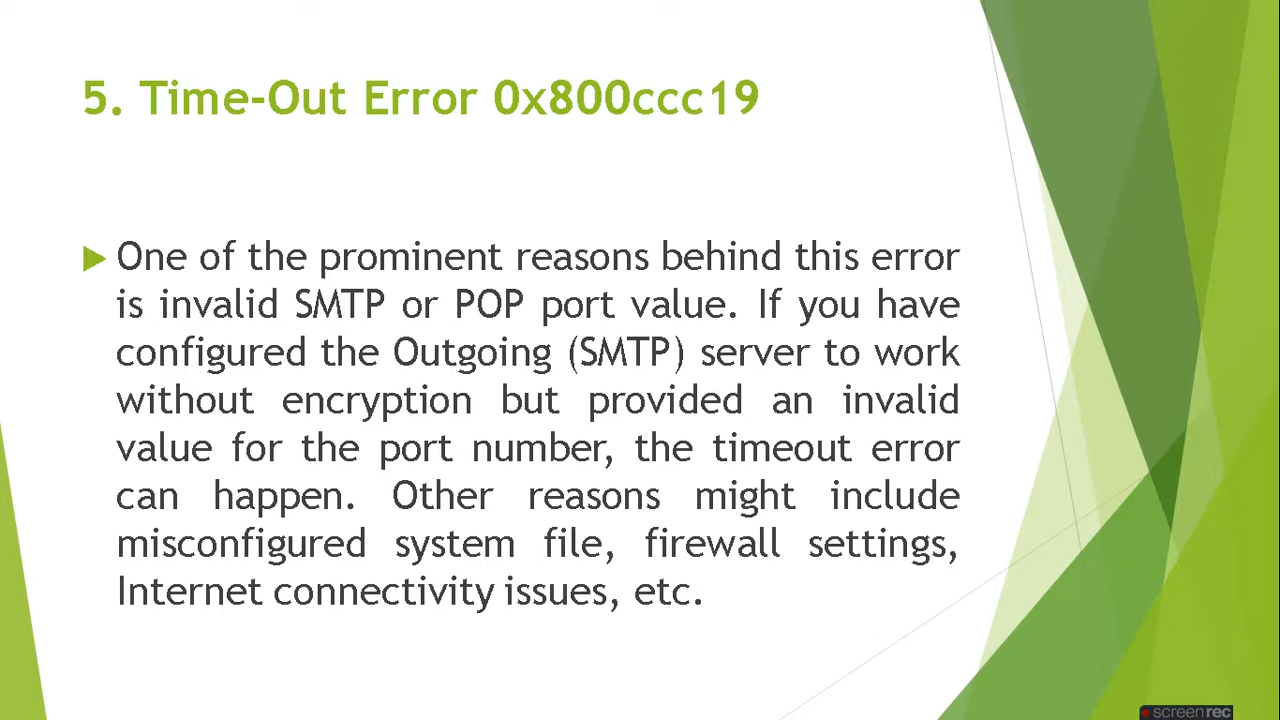 5. Time-Out Error 0x800ccc19
One of the prominent reasons behind this error
is invalid SMTP or POP port value. If you have
configured the Outgoing (SMTP) server to work
without encryption but provided an invalid
value for the port number, the timeout error
can happen. Other reasons might include
misconfigured system file, firewall settings,
Internet connectivity issues, etc.
screenrec